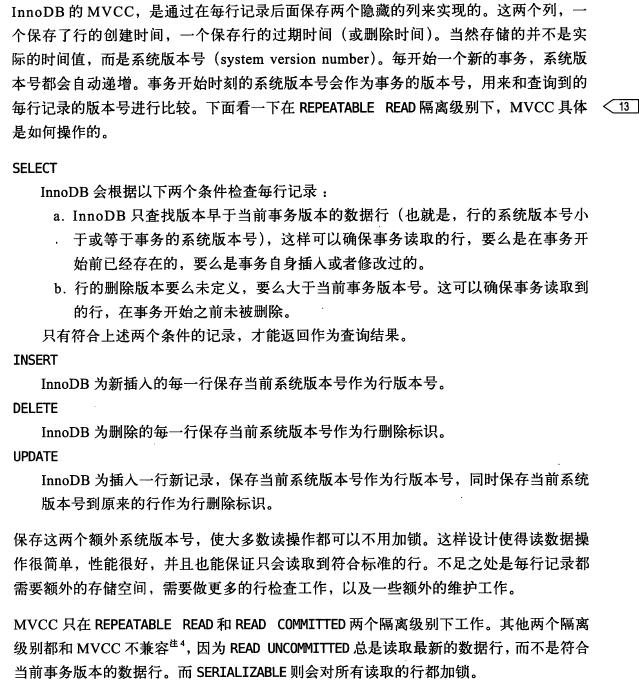 InnoDB 的 MVCC，是通过在每行记录后面保存两个隐藏的列来实现的。这两个列，一
个保存了行的创建时间，一个保存行的过期时间（或删除时间）。当然存储的并不是实
际的时间值，而是系统版本号（system version number）。每开始一个新的事务，系统版
本号都会自动递增。事务开始时刻的系统版本号会作为事务的版本号，用来和查询到的
每行记录的版本号进行比较。下面看一下在 REPEATABLE READ 隔离级别下，MVCC 具体
13
是如何操作的。
SELECT
InnoDB 会根据以下两个条件检查每行记录：
a. InnoDB 只查找版本早于当前事务版本的数据行（也就是，行的系统版本号小
于或等于事务的系统版本号），这样可以确保事务读取的行，要么是在事务开
始前已经存在的，要么是事务自身插入或者修改过的。
b. 行的删除版本要么未定义，要么大于当前事务版本号。这可以确保事务读取到
的行，在事务开始之前未被删除。
只有符合上述两个条件的记录，才能返回作为查询结果。
INSERT
InnoDB 为新插入的每一行保存当前系统版本号作为行版本号。
DELETE
InnoDB 为删除的每一行保存当前系统版本号作为行删除标识。
UPDATE
InnoDB 为插入一行新记录，保存当前系统版本号作为行版本号，同时保存当前系统
版本号到原来的行作为行删除标识。
保存这两个额外系统版本号，使大多数读操作都可以不用加锁。这样设计使得读数据操
作很简单，性能很好，并且也能保证只会读取到符合标准的行。不足之处是每行记录都
需要额外的存储空间，需要做更多的行检查工作，以及一些额外的维护工作。
MVCC 只在 REPEATABLE READ 和 READ COMMITTED 两个隔离级别下工作。其他两个隔离
级别都和 MVCC 不兼容注4，因为 READ UNCOMMITTED 总是读取最新的数据行，而不是符合
当前事务版本的数据行。而 SERIALIZABLE 则会对所有读取的行都加锁。